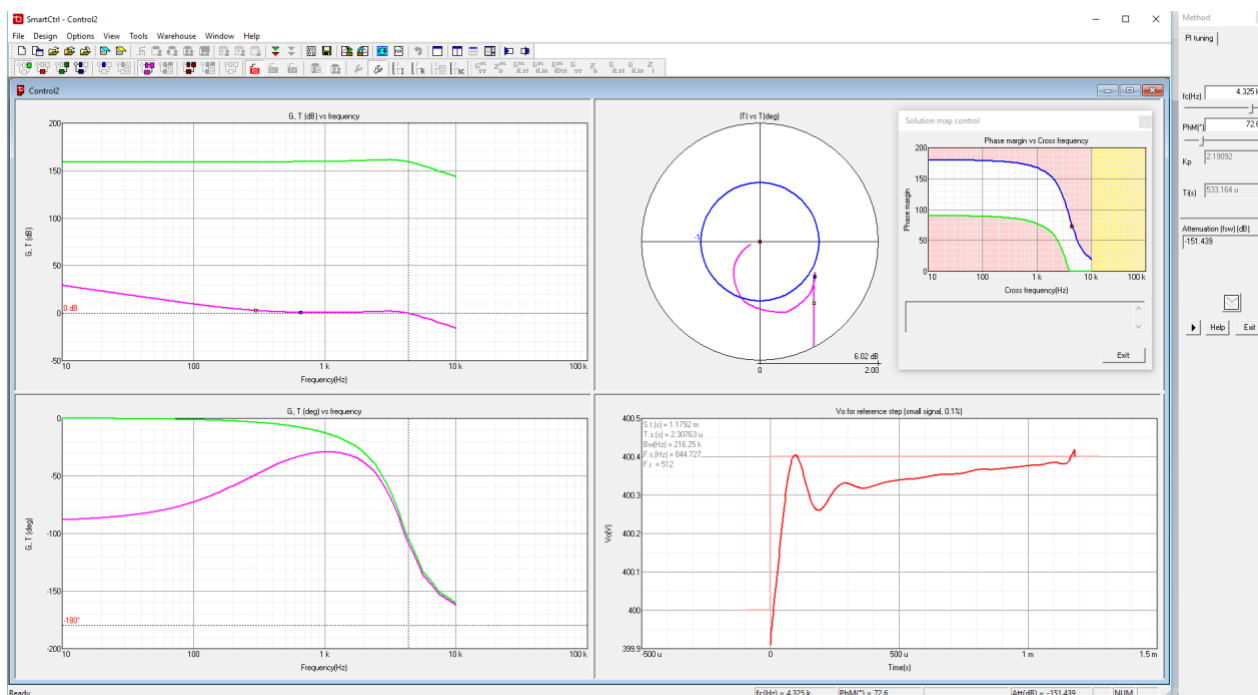 SmartCtrl - Control2
File Design Options View Tools Warehouse Window Help
Control2
G, T (dB) vs frequency
200
150
100
50
0
-50
G, T (dB)
0 dB
10 100 1 k 10 k 100 k
Frequency(Hz)
|T| vs T(deg)
-1
6.02 dB
0 2.00
Solution map control
Phase margin vs Cross frequency
200
150
100
50
0
Phase margin
10 100 1 k 10 k 100 k
Cross frequency(Hz)
Exit
G, T (deg) vs frequency
0
-50
-100
-150
-200
G, T (deg)
-180°
10 100 1 k 10 k 100 k
Frequency(Hz)
Vo for reference step (small signal, 0.1%)
S.t.(s) = 1.1792 m
T.s.(s) = 2.30763 u
Bw(Hz) = 216.25 k
F.s.(Hz) = 844.727
F.r. = 512
400.5
400.4
400.3
400.2
400.1
400
399.9
Vo(V)
-500 u 0 500 u 1 m 1.5 m
Time(s)
Method
PI tuning
fc(Hz) 4.325 k
PhM(°) 72.6
Kp 2.19092
Ti(s) 533.164 u
Attenuation (fsw) (dB)
-151.439
Help Exit
Ready fc(Hz) = 4.325 k PhM(°) = 72.6 Att(dB) = -151.439 NUM